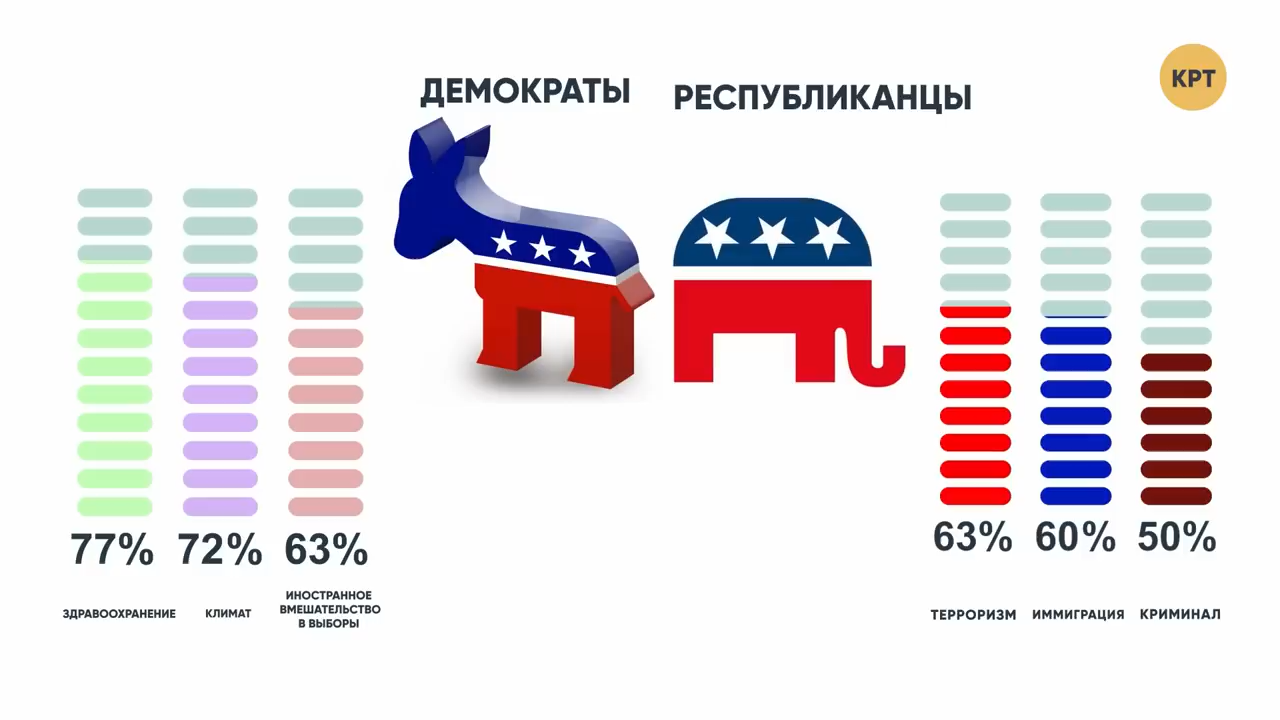 ДЕМОКРАТЫ
РЕСПУБЛИКАНЦЫ
КРТ
77%
72%
63%
63%
60%
50%
ЗДРАВООХРАНЕНИЕ
КЛИМАТ
ИНОСТРАННОЕ
ВМЕШАТЕЛЬСТВО
В ВЫБОРЫ
ТЕРРОРИЗМ
ИММИГРАЦИЯ
КРИМИНАЛ